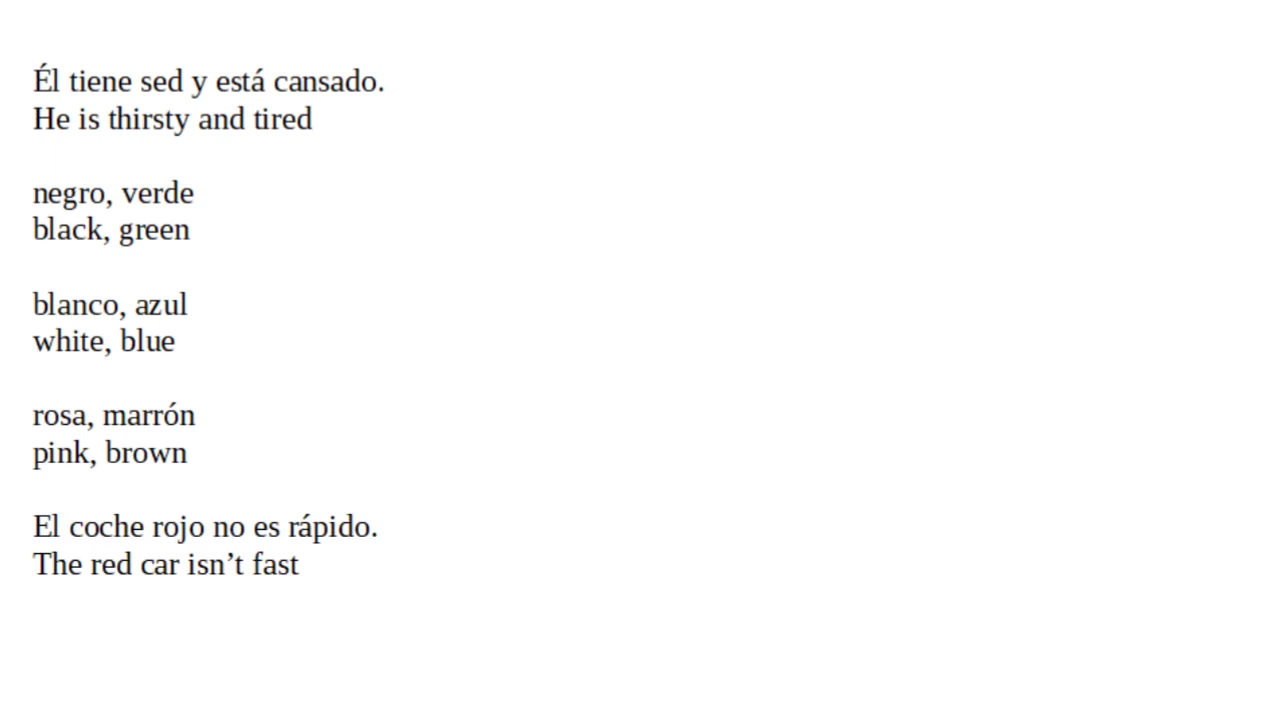 Él tiene sed y está cansado.
He is thirsty and tired
negro, verde
black, green
blanco, azul
white, blue
rosa, marrón
pink, brown
El coche rojo no es rápido.
The red car isn’t fast